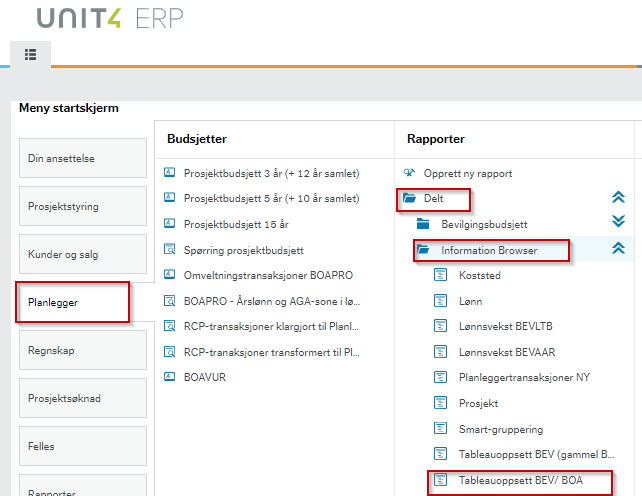 UNIT4 ERP
Meny startskjerm
Din ansettelse
Prosjektstyring
Kunder og salg
Planlegger
Regnskap
Prosjektsøknad
Felles
Rapporter
Budsjetter
Prosjektbudsjett 3 år (+ 12 år samlet)
Prosjektbudsjett 5 år (+ 10 år samlet)
Prosjektbudsjett 15 år
Spørring prosjektbudsjett
Omveltningstransaksjoner BOAPRO
BOAPRO - Årslønn og AGA-sone i lø...
RCP-transaksjoner klargjort til Planl...
RCP-tranaksjoner transformert til Pl...
BOAVUR
Rapporter
Opprett ny rapport
Delt
Bevilgingsbudsjett
Information Browser
Koststed
Lønn
Lønnsvekst BEVLTB
Lønnsvekst BEVAAR
Planleggertransaksjoner NY
Prosjekt
Smart-gruppering
Tableauoppsett BEV (gammel B...
Tableauoppsett BEV/ BOA